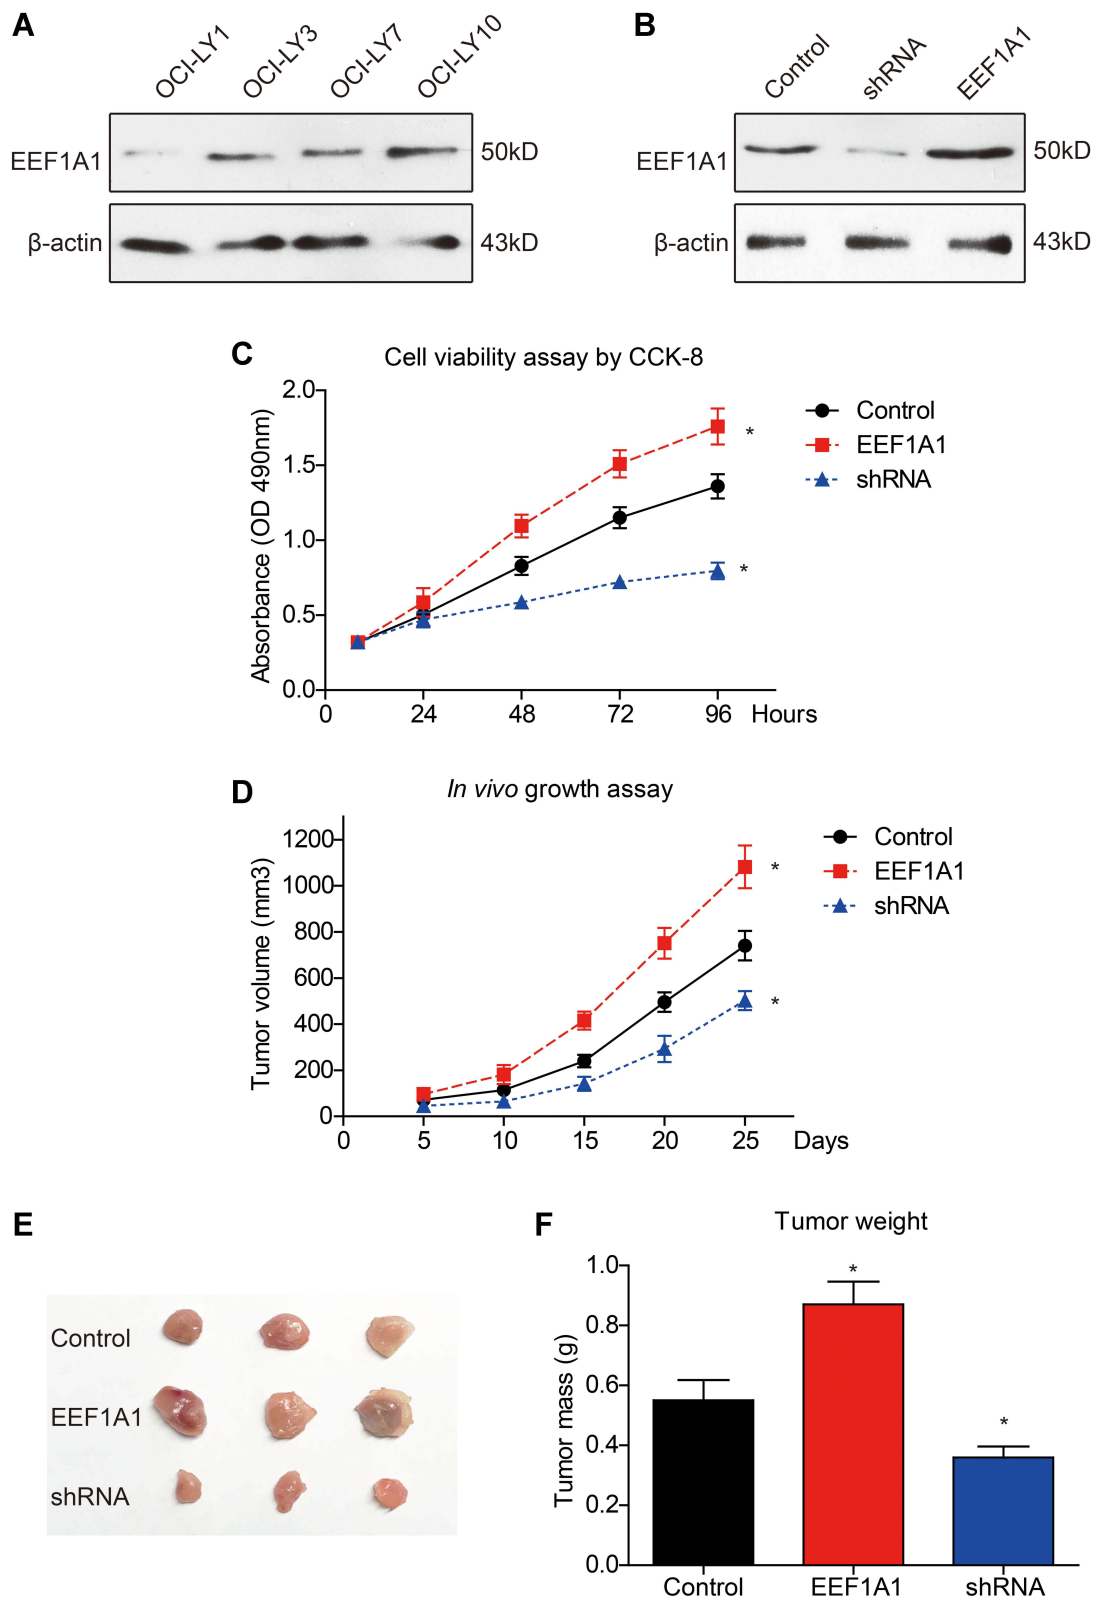 A
OCI-LY1
OCI-LY3
OCI-LY7
OCI-LY10
EEF1A1
50kD
β-actin
43kD
B
Control
shRNA
EEF1A1
EEF1A1
50kD
β-actin
43kD
C
Cell viability assay by CCK-8
Absorbance (OD 490nm)
2.0
1.5
1.0
0.5
0.0
0 24 48 72 96 Hours
Control
EEF1A1
shRNA
*
*
D
In vivo growth assay
Tumor volume (mm3)
1200
1000
800
600
400
200
0
0 5 10 15 20 25 Days
Control
EEF1A1
shRNA
*
*
E
Control
EEF1A1
shRNA
F
Tumor weight
Tumor mass (g)
1.0
0.8
0.6
0.4
0.2
0.0
*
*
Control EEF1A1 shRNA